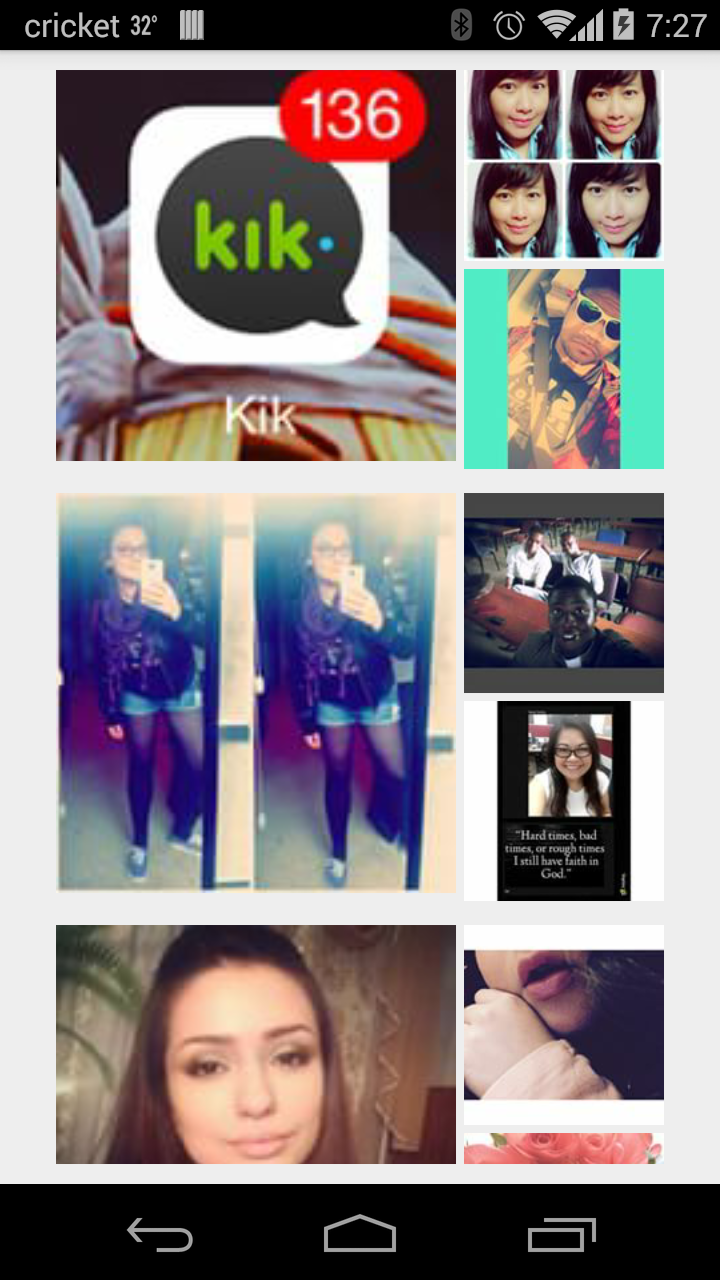 cricket 32° 7:27
136
kik.
Kik
"Hard times, bad
times, or rough times
I still have faith in
God."